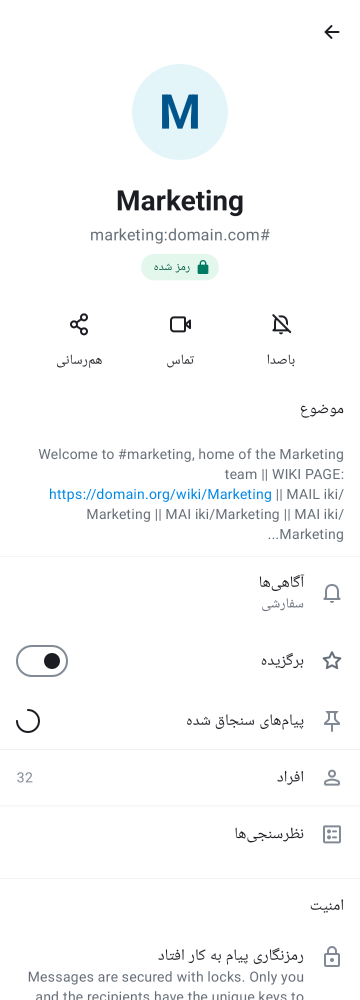 M
Marketing
marketing:domain.com#
رمز شده
باصدا
تماس
هم‌رسانی
موضوع
Welcome to #marketing, home of the Marketing
team || WIKI PAGE:
https://domain.org/wiki/Marketing || MAIL iki/
Marketing || MAI iki/Marketing || MAI iki/
...Marketing
آگاهی‌ها
سفارشی
برگزیده
پیام‌های سنجاق شده
افراد
32
نظرسنجی‌ها
امنیت
رمزنگاری پیام به کار افتاد
Messages are secured with locks. Only you
and the recipients have the unique keys to